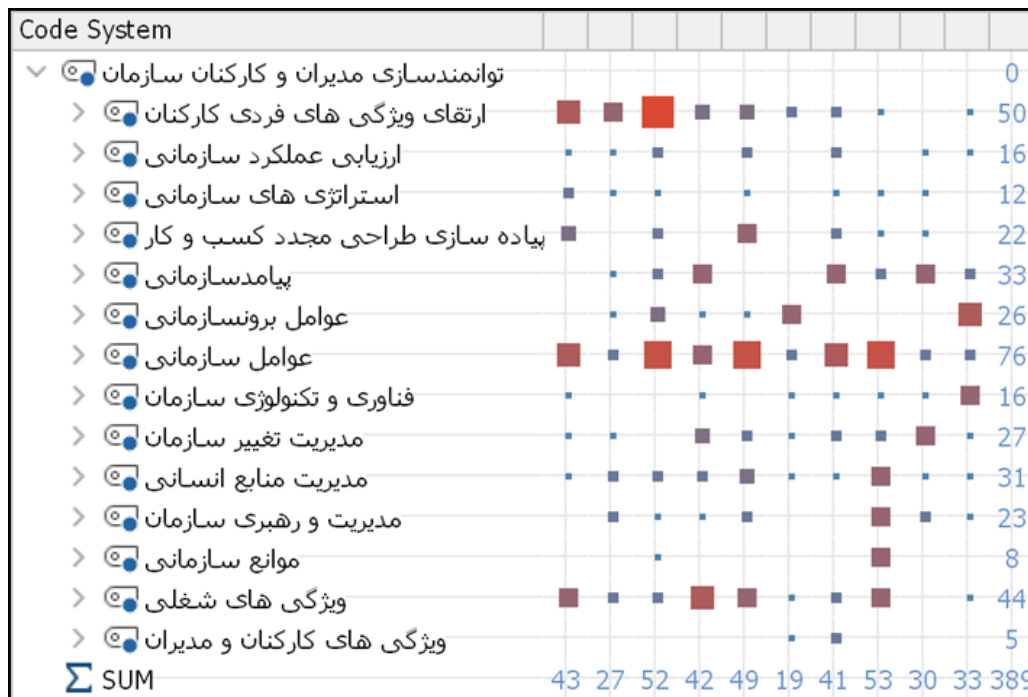 Code System
توانمندسازی مدیران و کارکنان سازمان 0
ارتقای ویژگی های فردی کارکنان 50
ارزیابی عملکرد سازمانی 16
استراتژی های سازمانی 12
پیاده سازی طراحی مجدد کسب و کار 22
پیامدسازمانی 33
عوامل برونسازمانی 26
عوامل سازمانی 76
فناوری و تکنولوژی سازمان 16
مدیریت تغییر سازمان 27
مدیریت منابع انسانی 31
مدیریت و رهبری سازمان 23
موانع سازمانی 8
ویژگی های شغلی 44
ویژگی های کارکنان و مدیران 5
Σ SUM 43 27 52 42 49 19 41 53 30 33 389